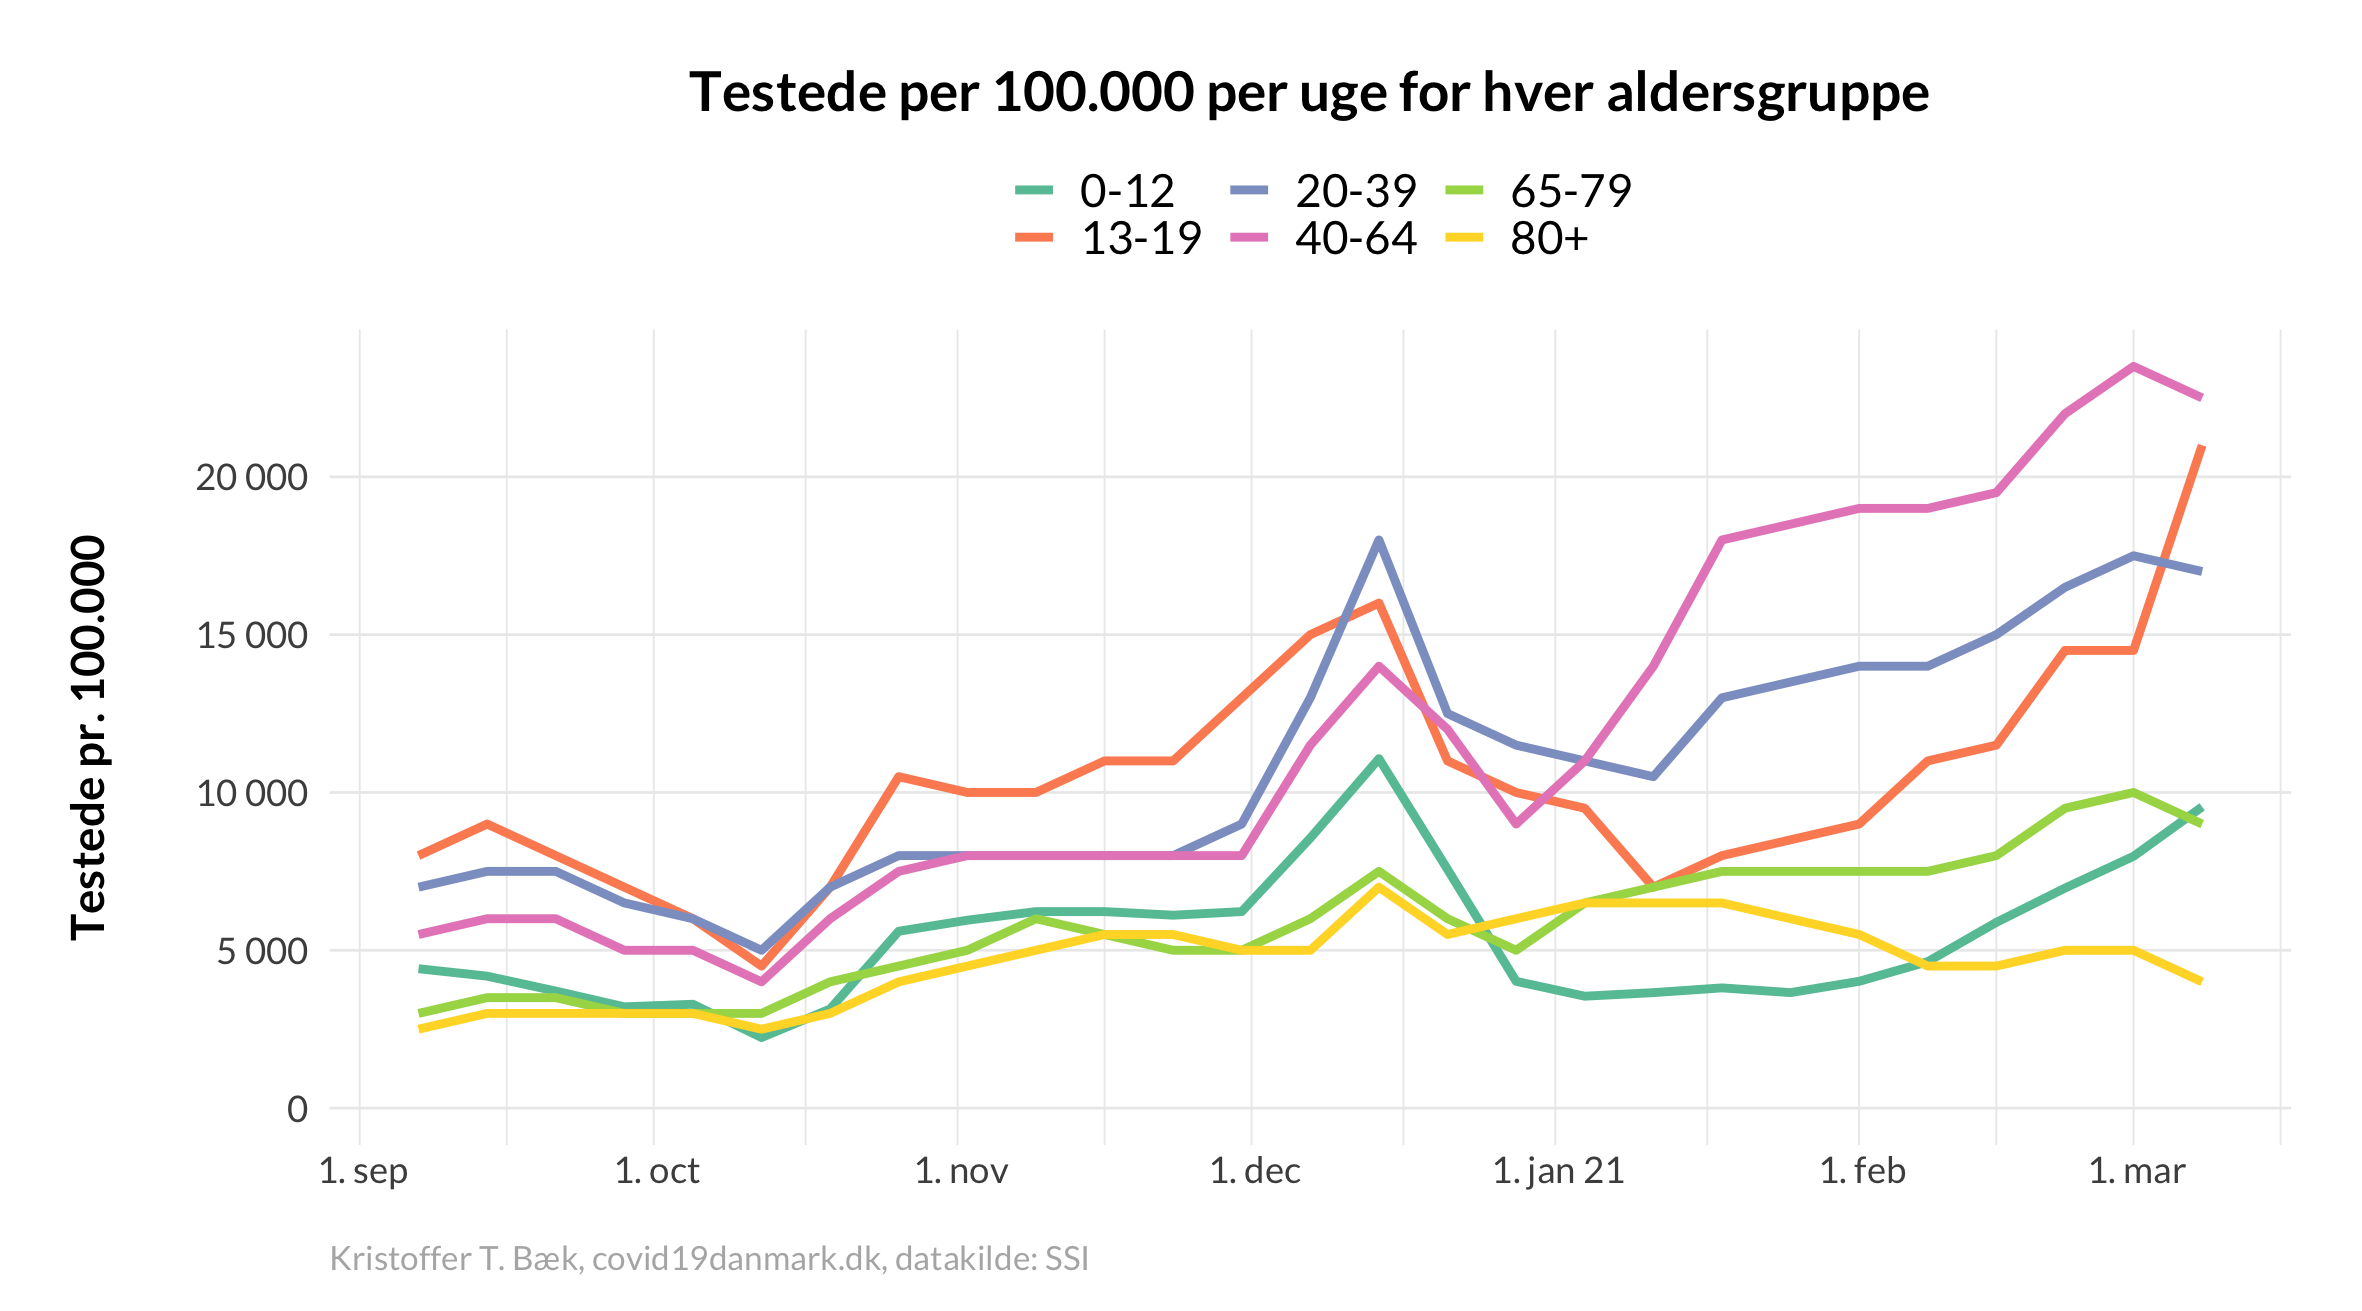 Testede per 100.000 per uge for hver aldersgruppe
0-12 20-39 65-79
13-19 40-64 80+
Testede pr. 100.000
20 000
15 000
10 000
5 000
0
1. sep 1. oct 1. nov 1. dec 1. jan 21 1. feb 1. mar
Kristoffer T. Bæk, covid19danmark.dk, datakilde: SSI